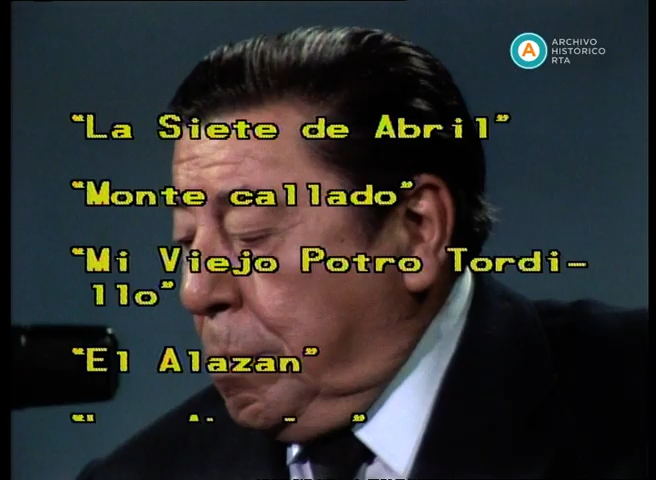 ARCHIVO
HISTORICO
RTA
A
"La Siete de Abril"
"Monte callado"
"Mi Viejo Potro Tordi-
llo"
"El Alazan"